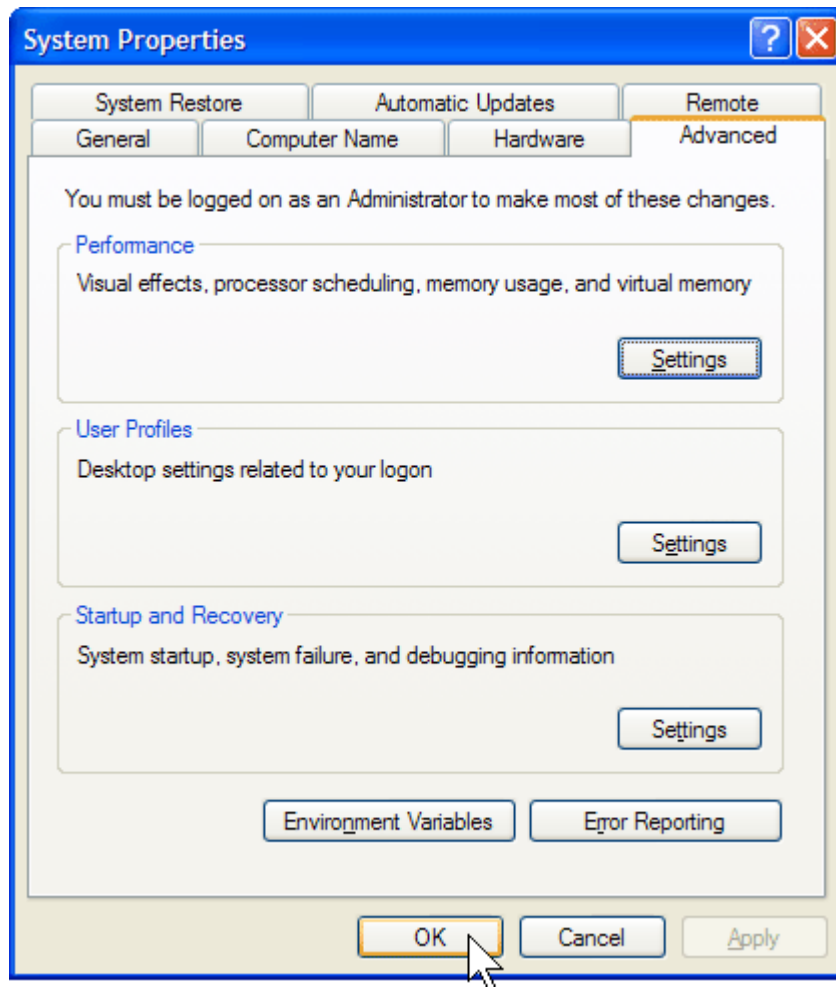 System Properties
System Restore Automatic Updates Remote
General Computer Name Hardware Advanced
You must be logged on as an Administrator to make most of these changes.
Performance
Visual effects, processor scheduling, memory usage, and virtual memory
Settings
User Profiles
Desktop settings related to your logon
Settings
Startup and Recovery
System startup, system failure, and debugging information
Settings
Environment Variables Error Reporting
OK Cancel Apply